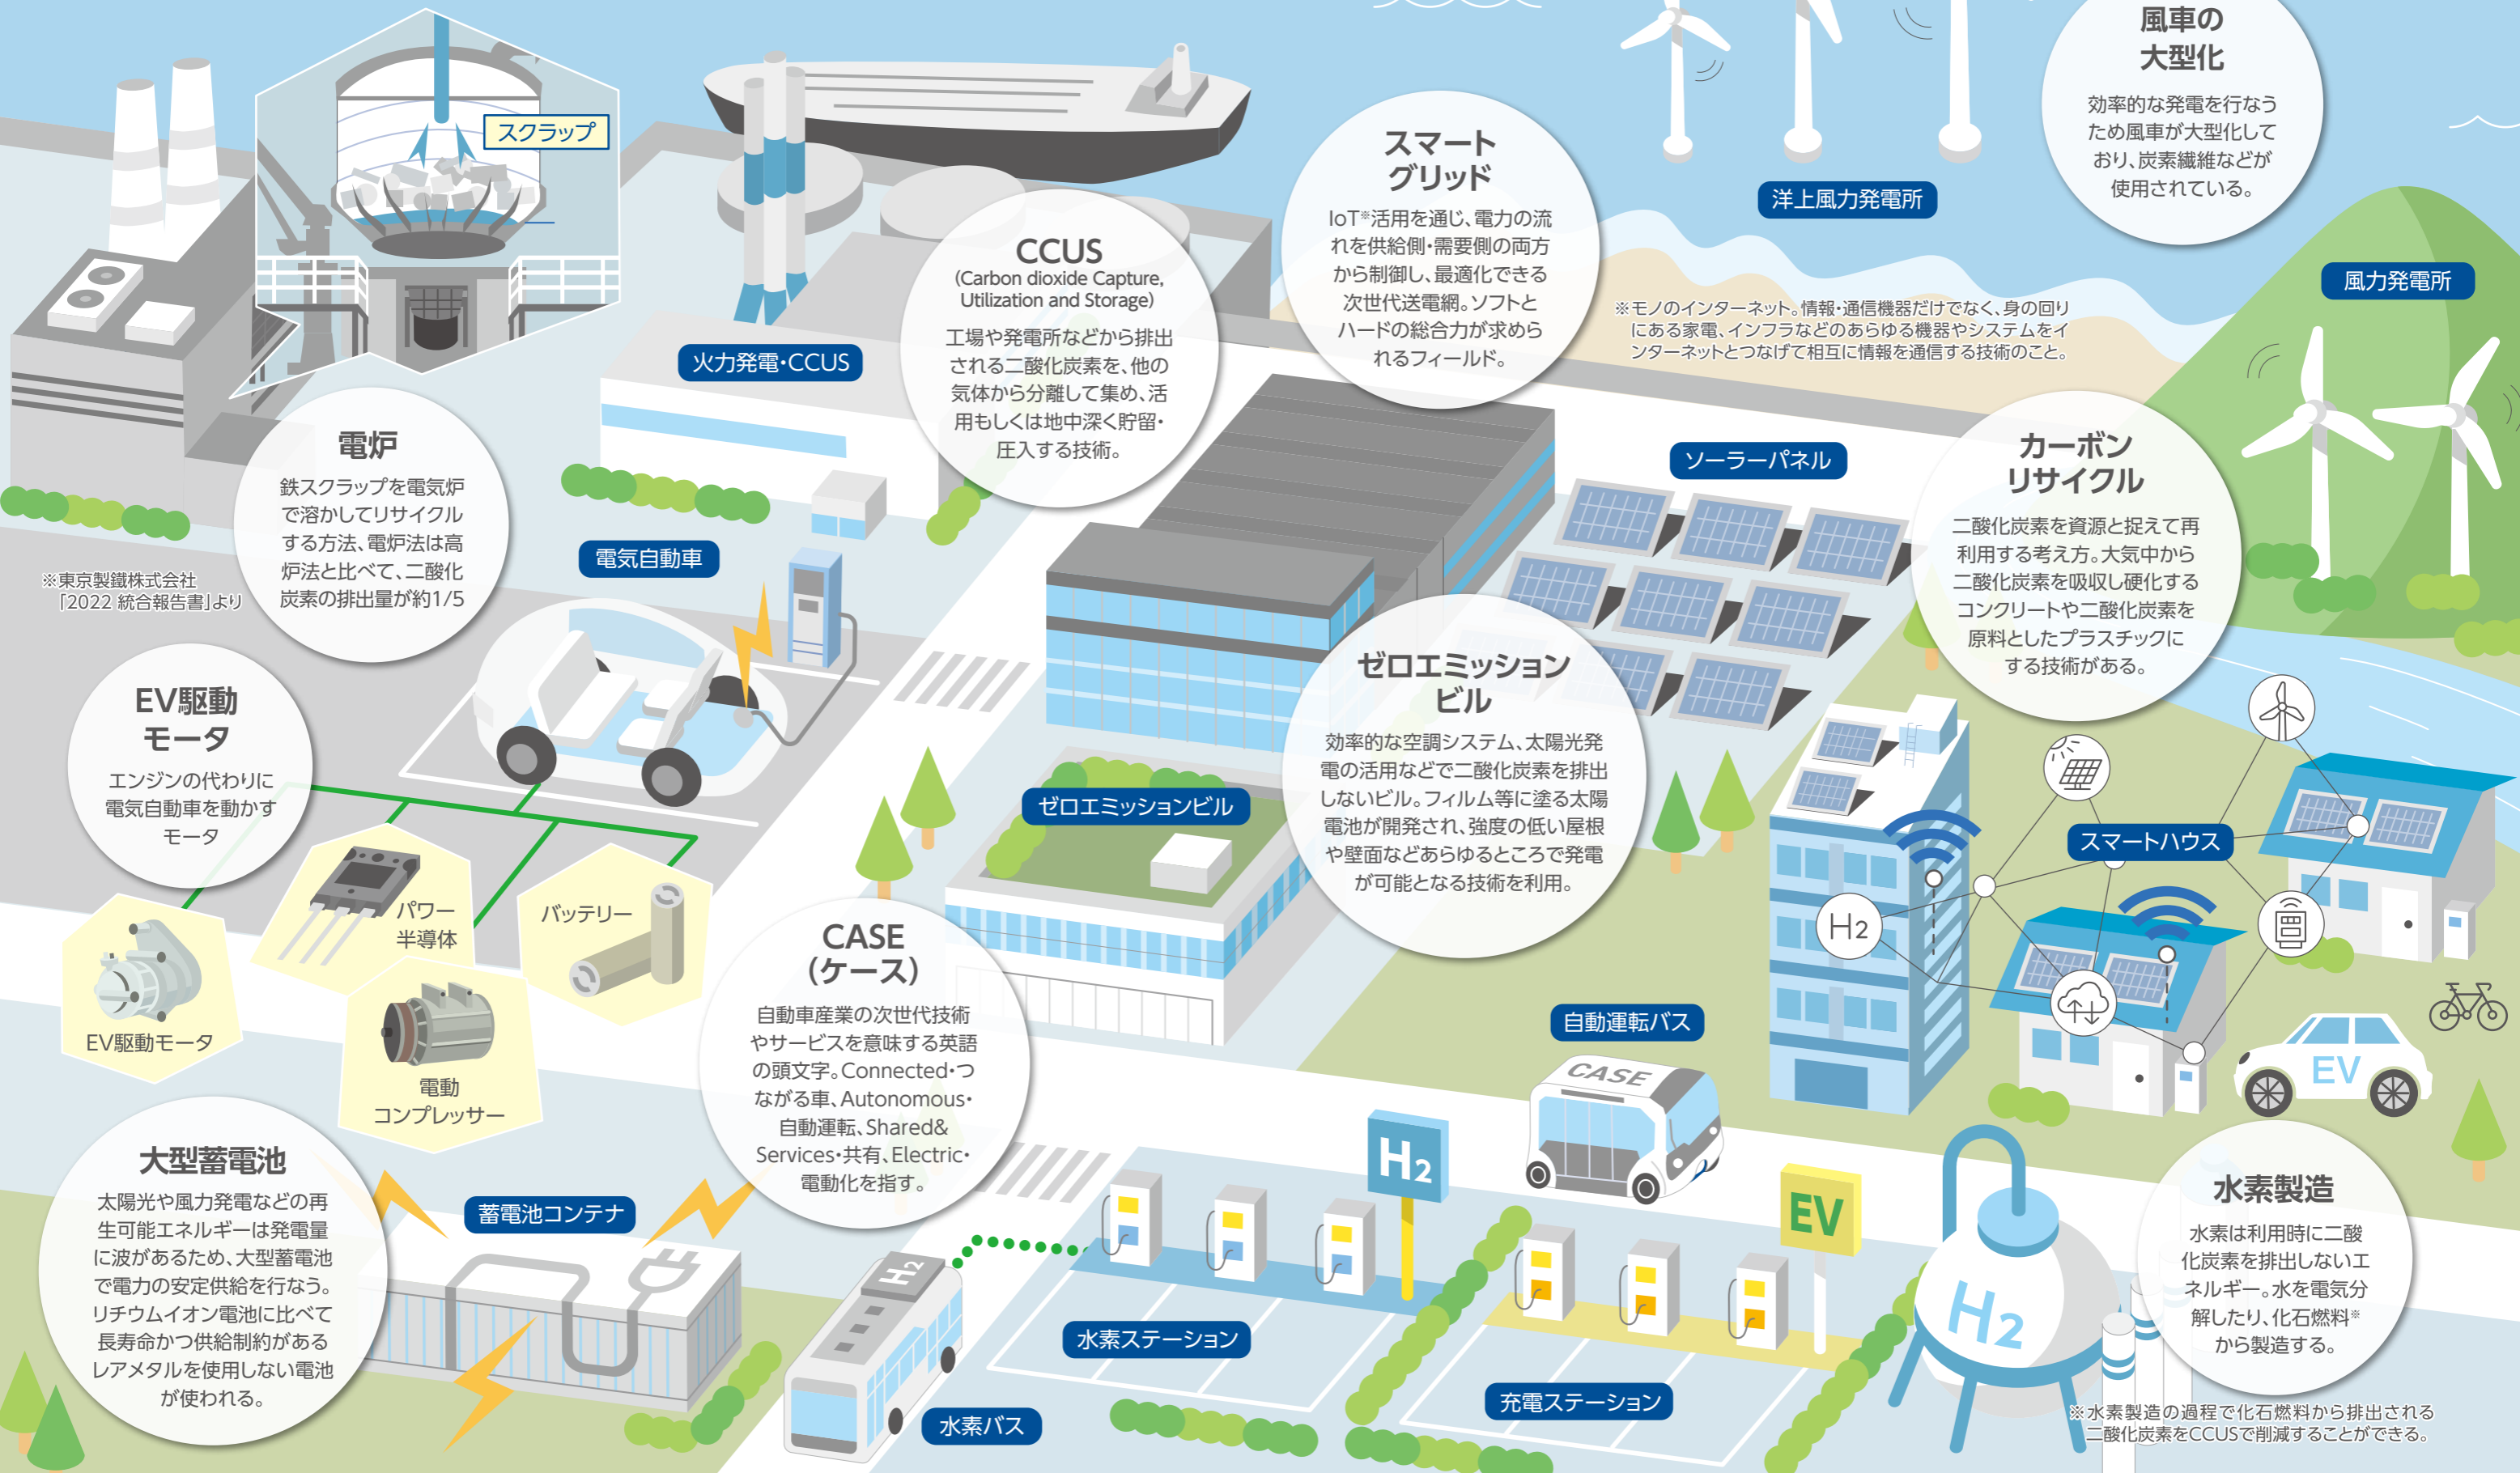 スクラップ
電炉
鉄スクラップを電気炉
で溶かしてリサイクル
する方法、電炉法は高
炉法と比べて、二酸化
炭素の排出量が約1/5
※東京製鐵株式会社
「2022 統合報告書」より
火力発電・CCUS
CCUS
(Carbon dioxide Capture,
Utilization and Storage)
工場や発電所などから排出
される二酸化炭素を、他の
気体から分離して集め、活
用もしくは地中深く貯留・
圧入する技術。
スマート
グリッド
IoT※活用を通じ、電力の流
れを供給側・需要側の両方
から制御し、最適化できる
次世代送電網。ソフトと
ハードの総合力が求めら
れるフィールド。
※モノのインターネット。情報・通信機器だけでなく、身の回り
にある家電、インフラなどのあらゆる機器やシステムをイ
ンターネットとつなげて相互に情報を通信する技術のこと。
洋上風力発電所
風車の
大型化
効率的な発電を行なう
ため風車が大型化して
おり、炭素繊維などが
使用されている。
風力発電所
ソーラーパネル
カーボン
リサイクル
二酸化炭素を資源と捉えて再
利用する考え方。大気中から
二酸化炭素を吸収し硬化する
コンクリートや二酸化炭素を
原料としたプラスチックに
する技術がある。
電気自動車
EV駆動
モータ
エンジンの代わりに
電気自動車を動かす
モータ
EV駆動モータ
パワー
半導体
電動
コンプレッサー
バッテリー
ゼロエミッションビル
ゼロエミッション
ビル
効率的な空調システム、太陽光発
電の活用などで二酸化炭素を排出
しないビル。フィルム等に塗る太陽
電池が開発され、強度の低い屋根
や壁面などあらゆるところで発電
が可能となる技術を利用。
スマートハウス
H2
EV
CASE
(ケース)
自動車産業の次世代技術
やサービスを意味する英語
の頭文字。Connected・つ
ながる車、Autonomous・
自動運転、Shared&
Services・共有、Electric・
電動化を指す。
自動運転バス
CASE
大型蓄電池
太陽光や風力発電などの再
生可能エネルギーは発電量
に波があるため、大型蓄電池
で電力の安定供給を行なう。
リチウムイオン電池に比べて
長寿命かつ供給制約がある
レアメタルを使用しない電池
が使われる。
蓄電池コンテナ
H2
水素バス
H2
水素ステーション
EV
充電ステーション
H2
水素製造
水素は利用時に二酸
化炭素を排出しないエ
ネルギー。水を電気分
解したり、化石燃料※
から製造する。
※水素製造の過程で化石燃料から排出される
二酸化炭素をCCUSで削減することができる。